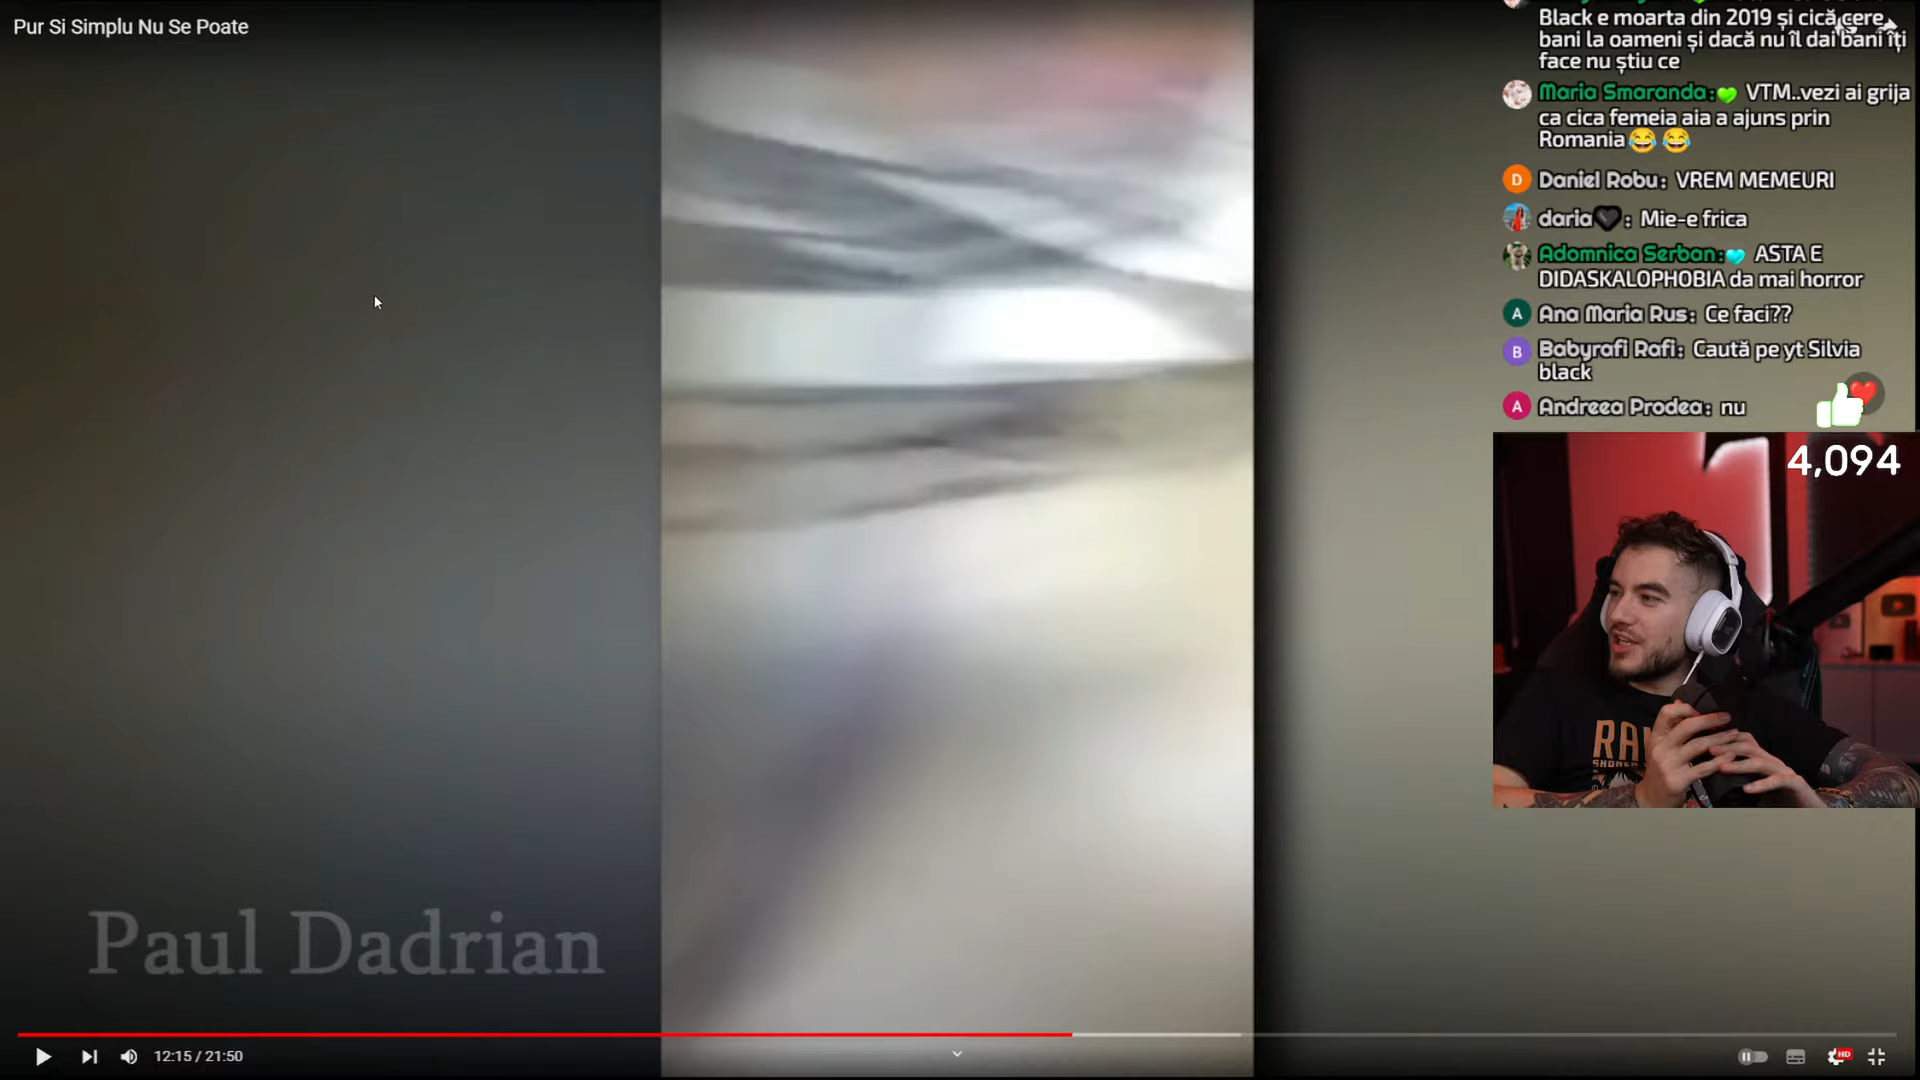 Pur Si Simplu Nu Se Poate
Black e moarta din 2019 și cică cere
bani la oameni și dacă nu îl dai bani îți
face nu știu ce
Maria Smaranda: VTM..vezi ai grija
ca cica femeia aia a ajuns prin
Romania😂 😂
D Daniel Robu: VREM MEMEURI
daria🖤: Mie-e frica
Adomnica Serban: ASTA E
DIDASKALOPHOBIA da mai horror
A Ana Maria Rus: Ce faci??
B Babyrafi Rafi: Caută pe yt Silvia
black
A Andreea Prodea: nu
4,094
RA
Paul Dadrian
12:15 / 21:50
HD